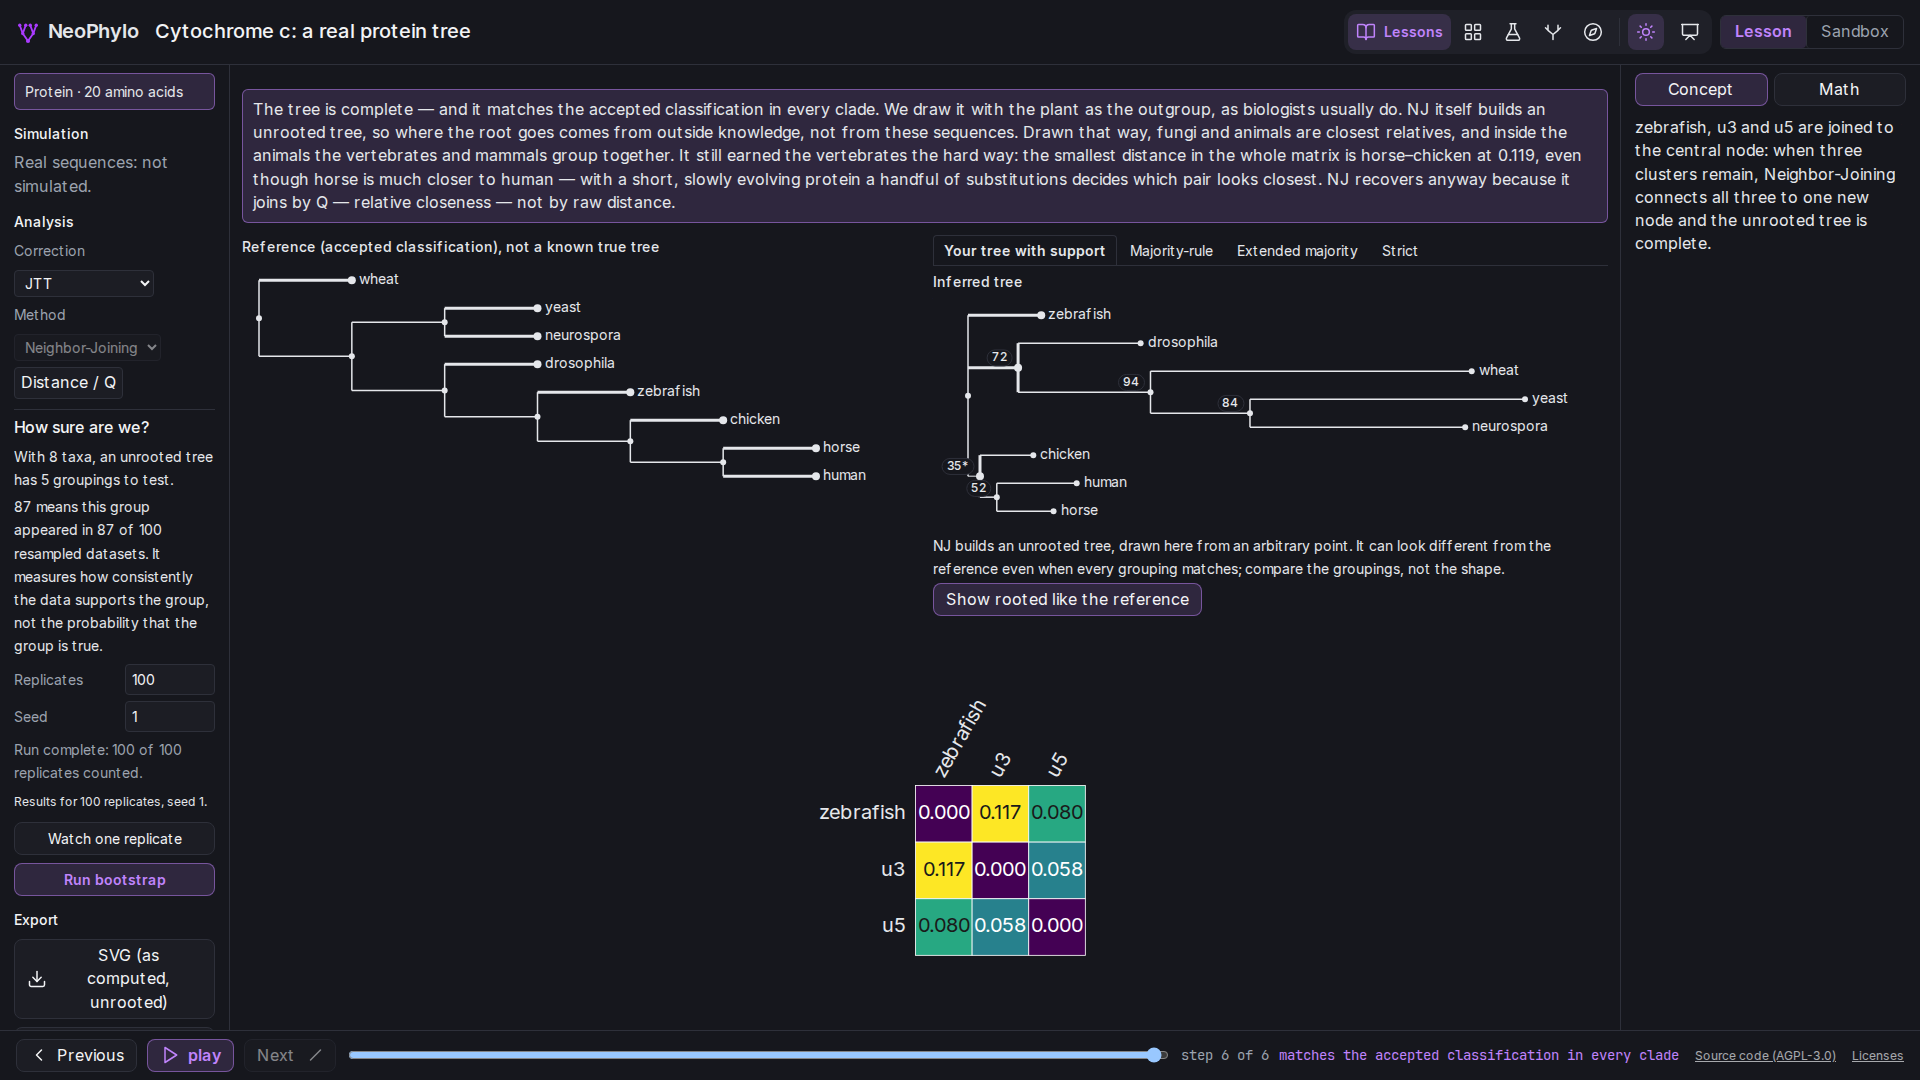 NeoPhylo Cytochrome c: a real protein tree
Lessons
Lesson Sandbox
Protein · 20 amino acids
Simulation
Real sequences: not
simulated.
Analysis
Correction
JTT
Method
Neighbor-Joining
Distance / Q
How sure are we?
With 8 taxa, an unrooted tree
has 5 groupings to test.
87 means this group
appeared in 87 of 100
resampled datasets. It
measures how consistently
the data supports the group,
not the probability that the
group is true.
Replicates 100
Seed 1
Run complete: 100 of 100
replicates counted.
Results for 100 replicates, seed 1.
Watch one replicate
Run bootstrap
Export
SVG (as
computed,
unrooted)
The tree is complete — and it matches the accepted classification in every clade. We draw it with the plant as the outgroup, as biologists usually do. NJ itself builds an
unrooted tree, so where the root goes comes from outside knowledge, not from these sequences. Drawn that way, fungi and animals are closest relatives, and inside the
animals the vertebrates and mammals group together. It still earned the vertebrates the hard way: the smallest distance in the whole matrix is horse–chicken at 0.119, even
though horse is much closer to human — with a short, slowly evolving protein a handful of substitutions decides which pair looks closest. NJ recovers anyway because it
joins by Q — relative closeness — not by raw distance.
Reference (accepted classification), not a known true tree
wheat
yeast
neurospora
drosophila
zebrafish
chicken
horse
human
Your tree with support Majority-rule Extended majority Strict
Inferred tree
zebrafish
drosophila
72
wheat
94
yeast
84
neurospora
chicken
35*
human
52
horse
NJ builds an unrooted tree, drawn here from an arbitrary point. It can look different from the
reference even when every grouping matches; compare the groupings, not the shape.
Show rooted like the reference
zebrafish u3 u5
zebrafish 0.000 0.117 0.080
u3 0.117 0.000 0.058
u5 0.080 0.058 0.000
Concept Math
zebrafish, u3 and u5 are joined to
the central node: when three
clusters remain, Neighbor-Joining
connects all three to one new
node and the unrooted tree is
complete.
Previous play Next step 6 of 6 matches the accepted classification in every clade Source code (AGPL-3.0) Licenses